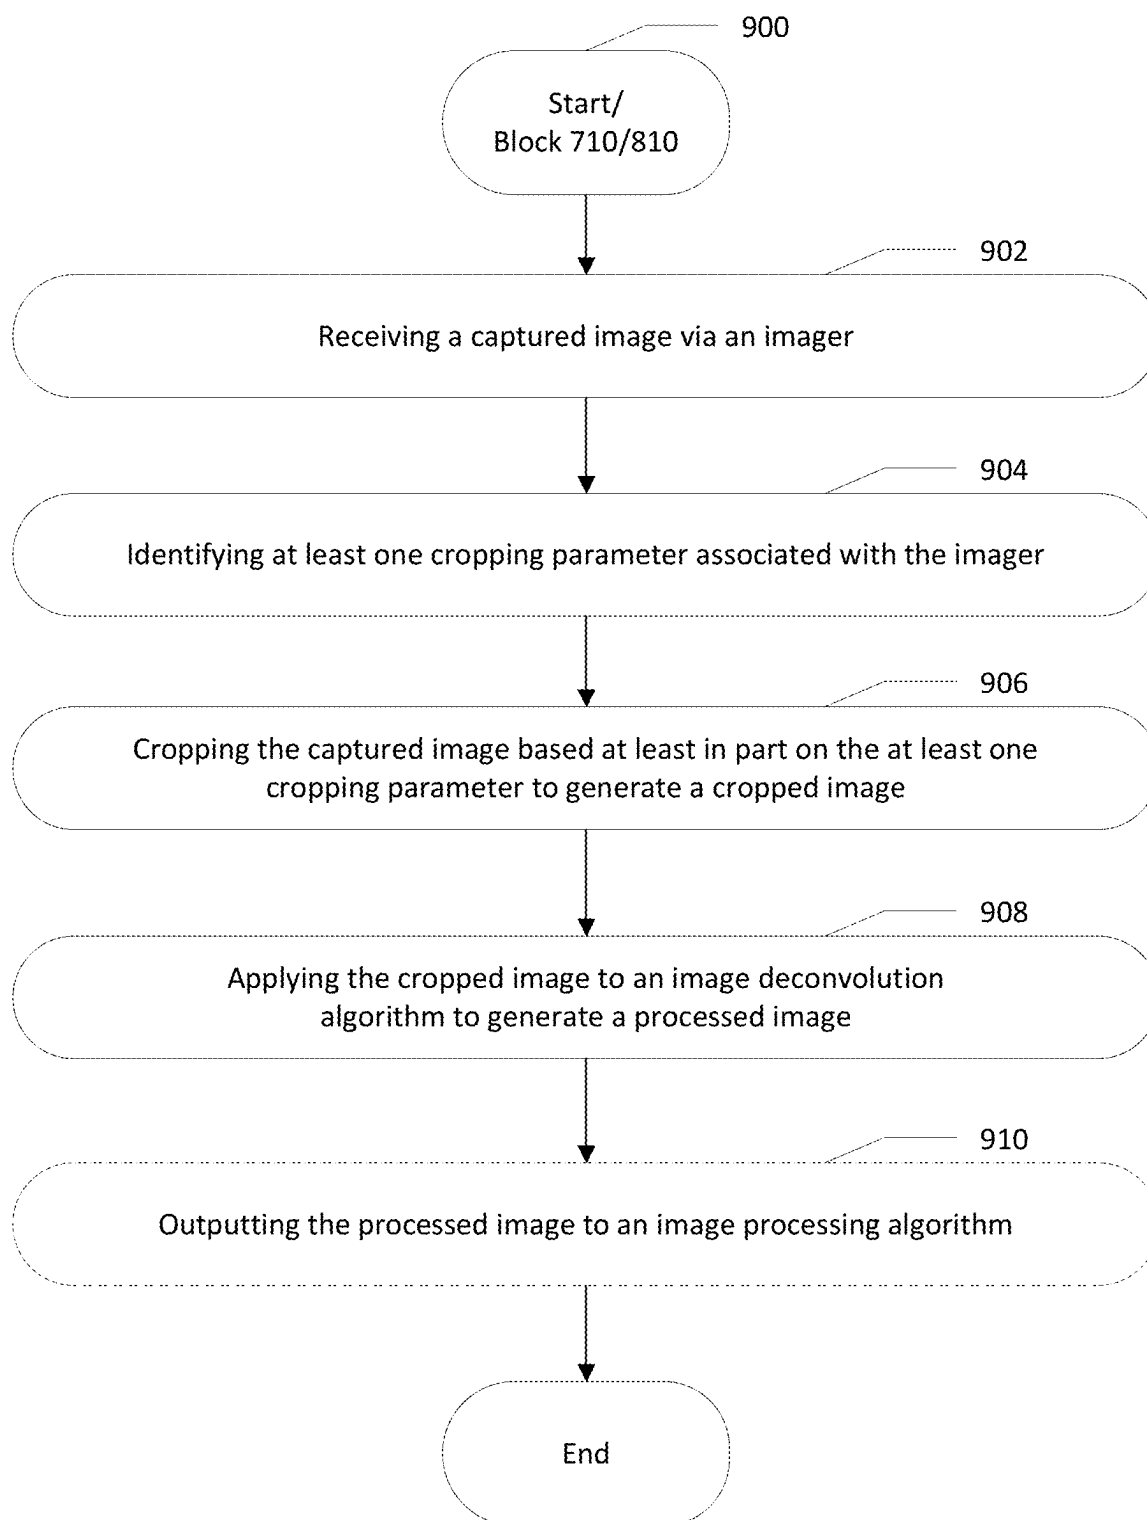 900
Start/
Block 710/810
902
Receiving a captured image via an imager
904
Identifying at least one cropping parameter associated with the imager
906
Cropping the captured image based at least in part on the at least one
cropping parameter to generate a cropped image
908
Applying the cropped image to an image deconvolution
algorithm to generate a processed image
910
Outputting the processed image to an image processing algorithm
End